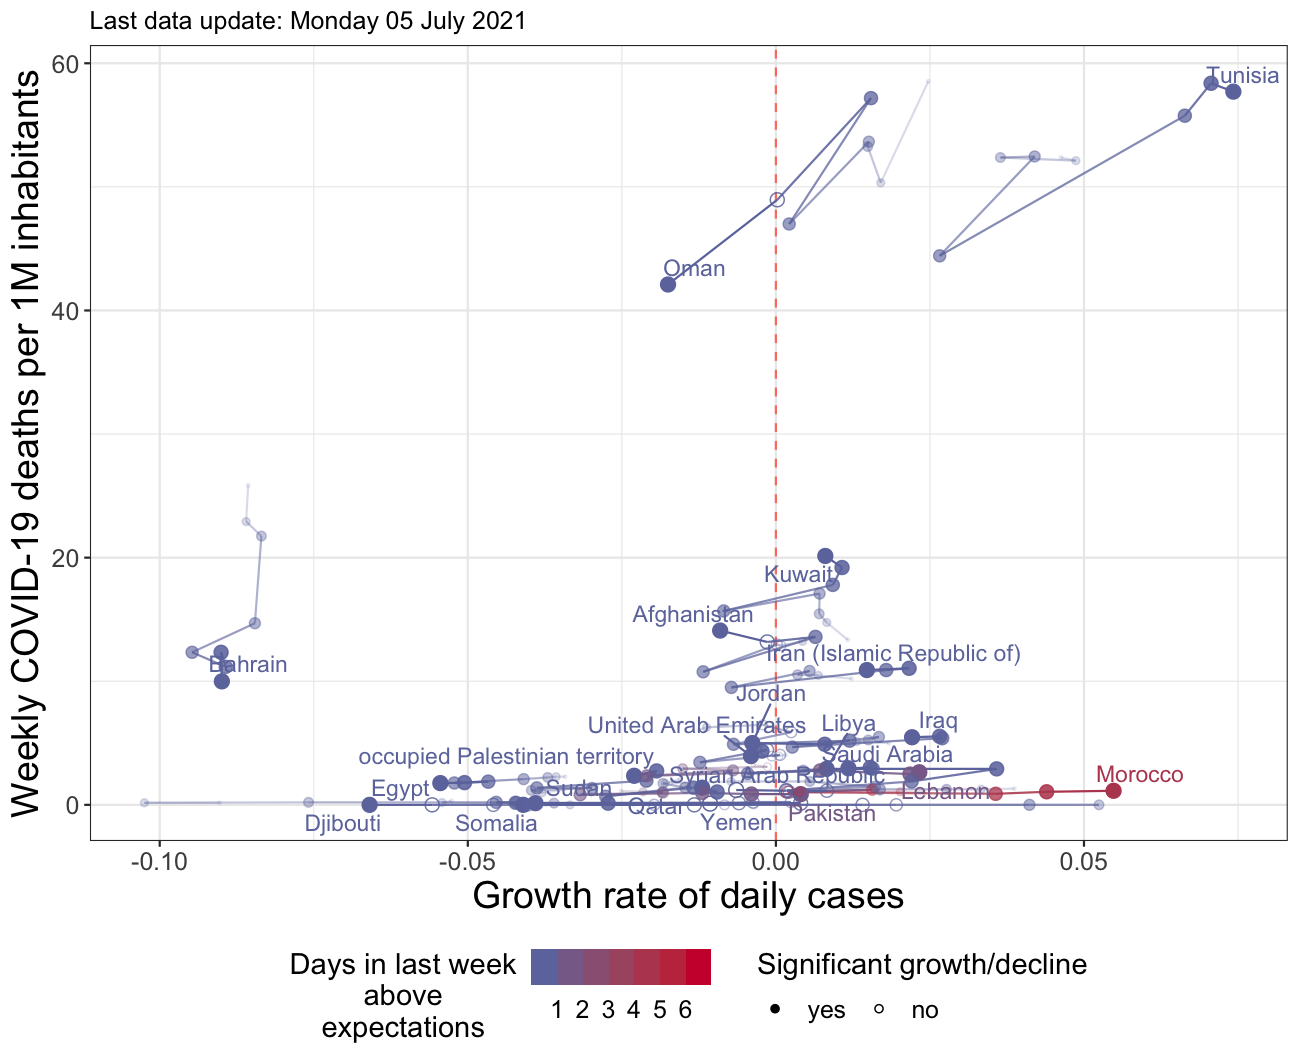 Last data update: Monday 05 July 2021
Weekly COVID-19 deaths per 1M inhabitants
60
40
20
0
Tunisia
Oman
Kuwait
Afghanistan
Iran (Islamic Republic of)
Bahrain
Jordan
United Arab Emirates
Libya
Iraq
Saudi Arabia
occupied Palestinian territory
Syrian Arab Republic
Morocco
Egypt
Sudan
Lebanon
Qatar
Pakistan
Djibouti
Somalia
Yemen
-0.10
-0.05
0.00
0.05
Growth rate of daily cases
Days in last week
above
expectations
1 2 3 4 5 6
Significant growth/decline
yes
no